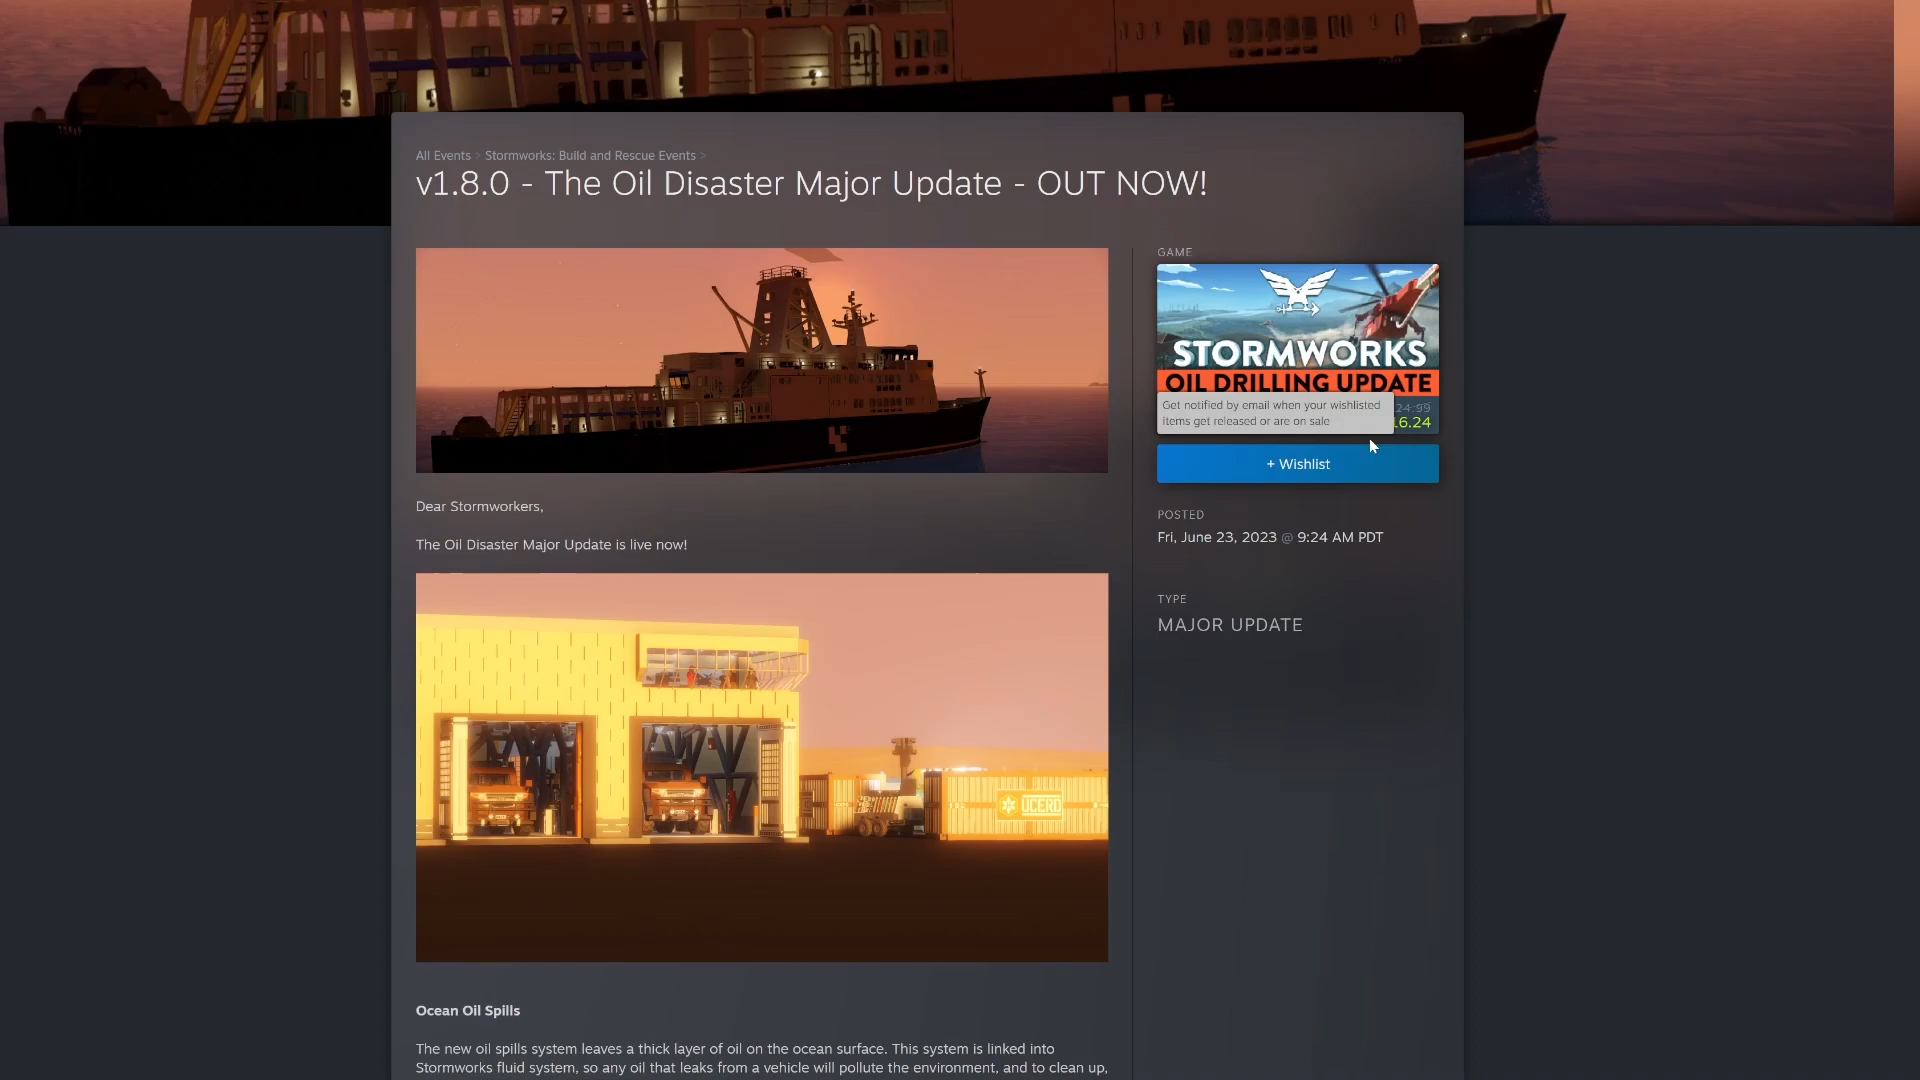 All Events > Stormworks: Build and Rescue Events >
v1.8.0 - The Oil Disaster Major Update - OUT NOW!
GAME
STORMWORKS
OIL DRILLING UPDATE
Get notified by email when your wishlisted
items get released or are on sale
24.99
16.24
+ Wishlist
POSTED
Fri, June 23, 2023 @ 9:24 AM PDT
TYPE
MAJOR UPDATE
Dear Stormworkers,
The Oil Disaster Major Update is live now!
UCERD
Ocean Oil Spills
The new oil spills system leaves a thick layer of oil on the ocean surface. This system is linked into
Stormworks fluid system, so any oil that leaks from a vehicle will pollute the environment, and to clean up,